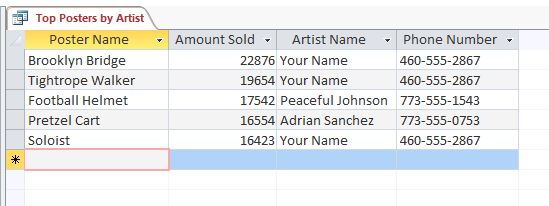 Top Posters by Artist
Poster Name Amount Sold Artist Name Phone Number
Brooklyn Bridge 22876 Your Name 460-555-2867
Tightrope Walker 19654 Your Name 460-555-2867
Football Helmet 17542 Peaceful Johnson 773-555-1543
Pretzel Cart 16554 Adrian Sanchez 773-555-0753
Soloist 16423 Your Name 460-555-2867
*